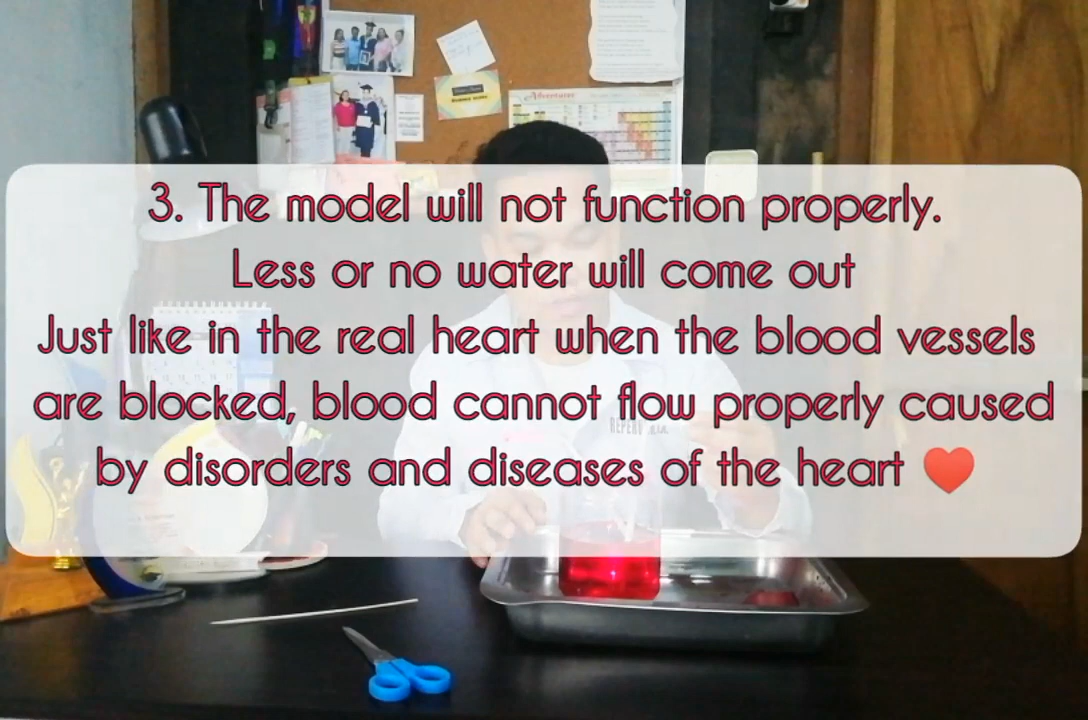 Adventurer
3. The model will not function properly.
Less or no water will come out
Just like in the real heart when the blood vessels
are blocked, blood cannot flow properly caused
by disorders and diseases of the heart ❤️